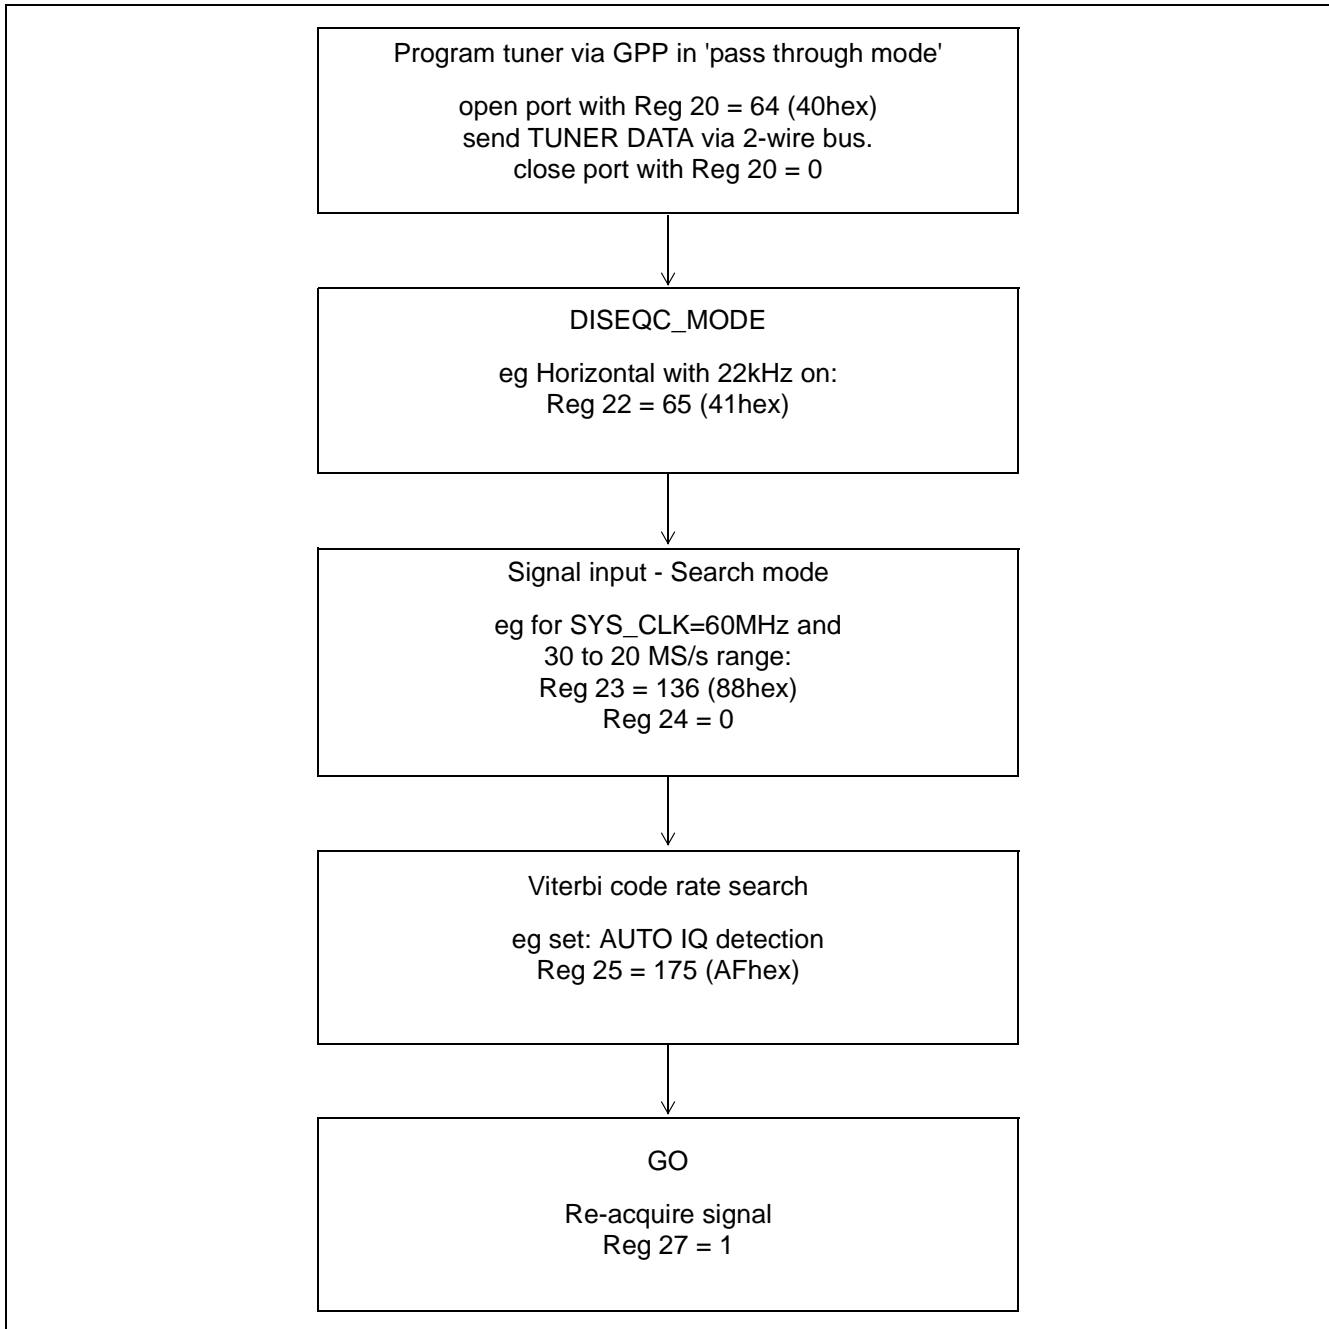 Program tuner via GPP in 'pass through mode'
open port with Reg 20 = 64 (40hex)
send TUNER DATA via 2-wire bus.
close port with Reg 20 = 0
DISEQC_MODE
eg Horizontal with 22kHz on:
Reg 22 = 65 (41hex)
Signal input - Search mode
eg for SYS_CLK=60MHz and
30 to 20 MS/s range:
Reg 23 = 136 (88hex)
Reg 24 = 0
Viterbi code rate search
eg set: AUTO IQ detection
Reg 25 = 175 (AFhex)
GO
Re-acquire signal
Reg 27 = 1